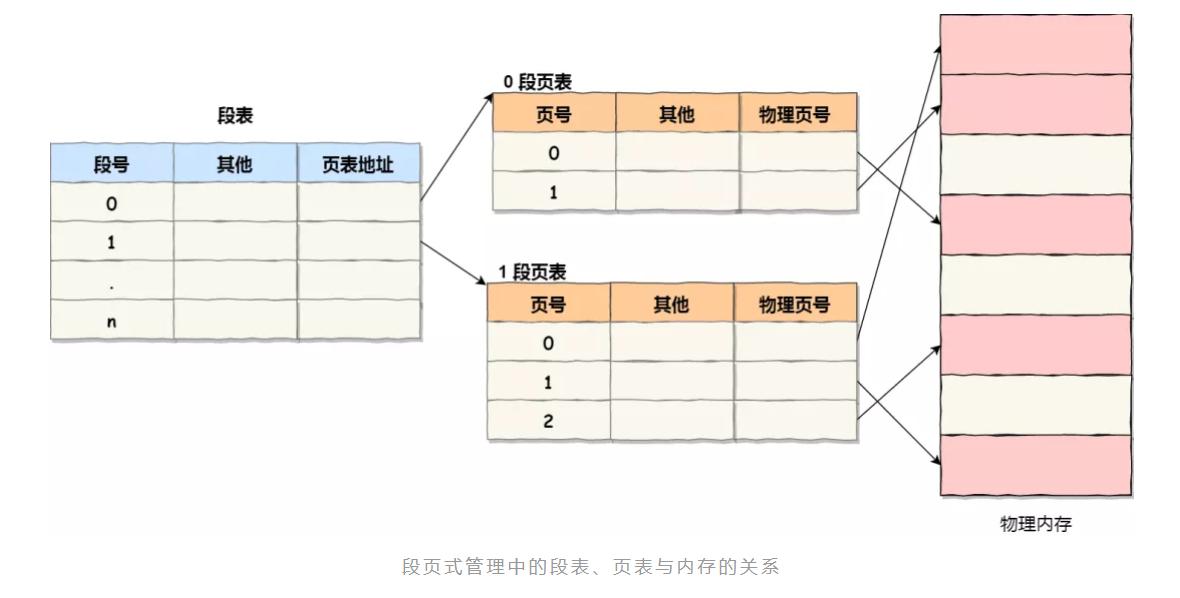 段表
段号 其他 页表地址
0
1
.
n
0 段页表
页号 其他 物理页号
0
1
1 段页表
页号 其他 物理页号
0
1
2
物理内存
段页式管理中的段表、页表与内存的关系